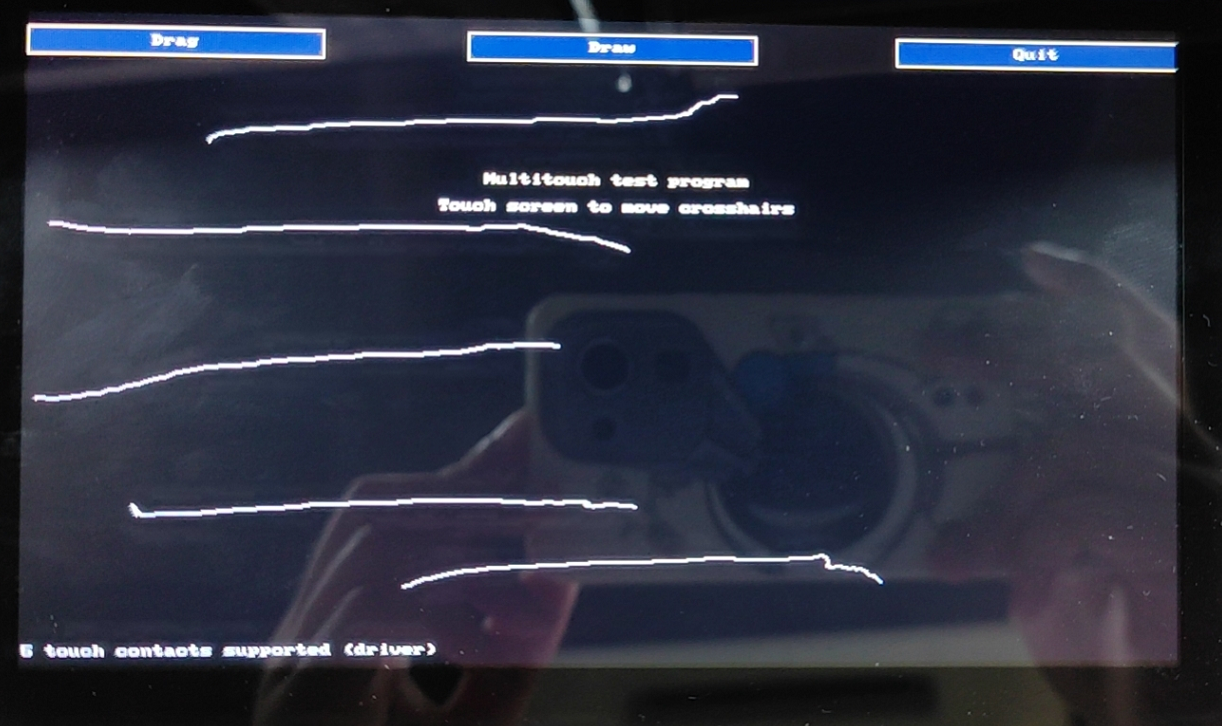 Drag
Draw
Quit
Multitouch test program
Touch screen to move crosshairs
5 touch contacts supported (driver)